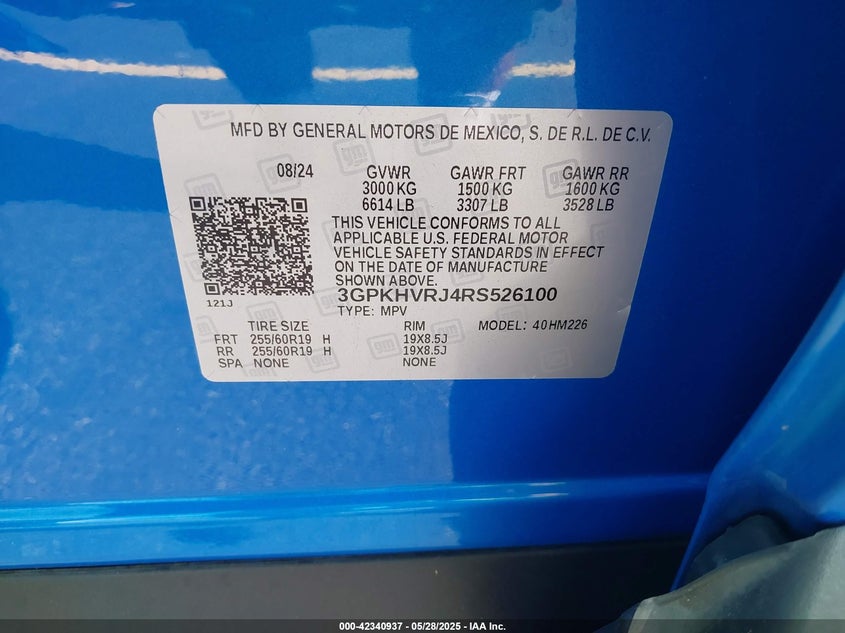 MFD BY GENERAL MOTORS DE MEXICO, S. DE R.L. DE C.V.
08/24 GVWR GAWR FRT GAWR RR
3000 KG 1500 KG 1600 KG
6614 LB 3307 LB 3528 LB
THIS VEHICLE CONFORMS TO ALL
APPLICABLE U.S. FEDERAL MOTOR
VEHICLE SAFETY STANDARDS IN EFFECT
ON THE DATE OF MANUFACTURE
SHOWN ABOVE.
121J
3GPKHVRJ4RS526100
TYPE: MPV MODEL: 40HM226
TIRE SIZE RIM
FRT 255/60R19 H 19X8.5J
RR 255/60R19 H 19X8.5J
SPA NONE NONE
000-42340937 - 05/28/2025 - IAA Inc.